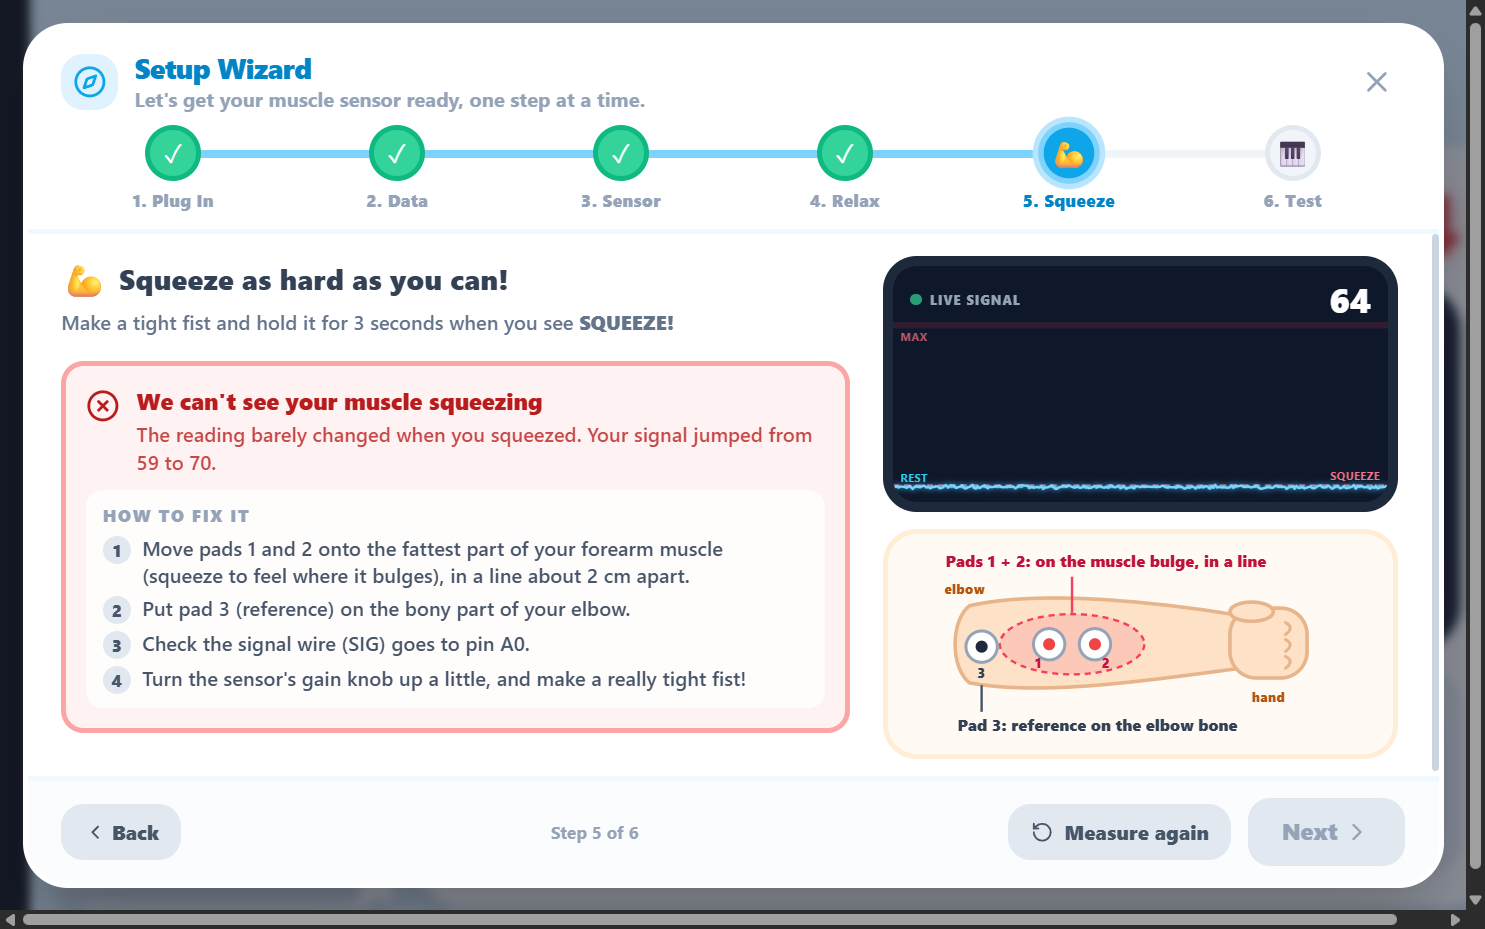 Setup Wizard
Let's get your muscle sensor ready, one step at a time.
1. Plug In
2. Data
3. Sensor
4. Relax
5. Squeeze
6. Test
Squeeze as hard as you can!
Make a tight fist and hold it for 3 seconds when you see SQUEEZE!
We can't see your muscle squeezing
The reading barely changed when you squeezed. Your signal jumped from
59 to 70.
HOW TO FIX IT
1 Move pads 1 and 2 onto the fattest part of your forearm muscle
(squeeze to feel where it bulges), in a line about 2 cm apart.
2 Put pad 3 (reference) on the bony part of your elbow.
3 Check the signal wire (SIG) goes to pin A0.
4 Turn the sensor's gain knob up a little, and make a really tight fist!
LIVE SIGNAL
64
MAX
REST
SQUEEZE
Pads 1 + 2: on the muscle bulge, in a line
elbow
1
2
3
hand
Pad 3: reference on the elbow bone
Back
Step 5 of 6
Measure again
Next